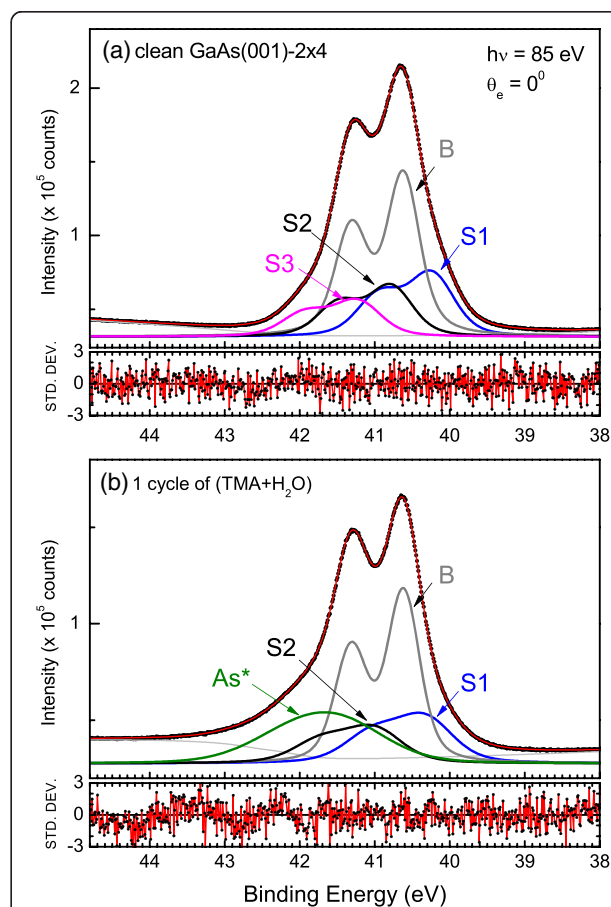 (a) clean GaAs(001)-2x4
hν = 85 eV
θe = 0⁰
Intensity (x 10⁵ counts)
2
1
B
S2
S1
S3
STD. DEV.
3
0
-3
44 43 42 41 40 39 38
(b) 1 cycle of (TMA+H₂O)
Intensity (x 10⁵ counts)
1
B
S2
As*
S1
STD. DEV.
3
0
-3
44 43 42 41 40 39 38
Binding Energy (eV)